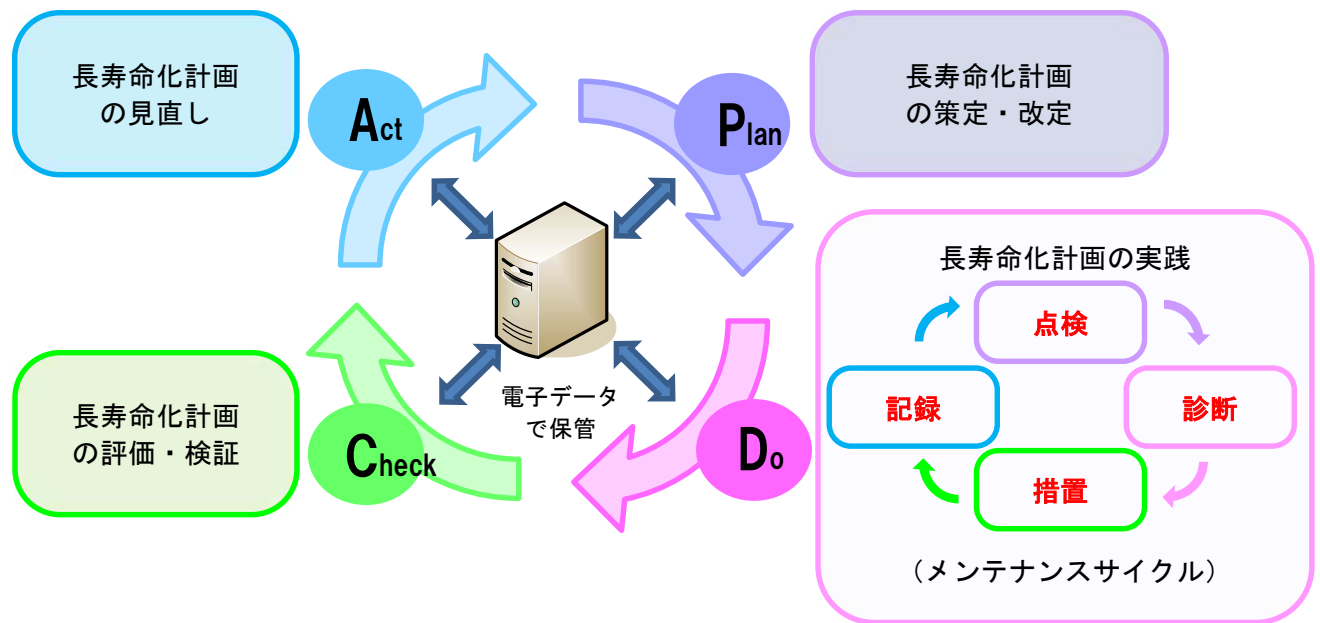 長寿命化計画
の見直し
Act
Plan
長寿命化計画
の策定・改定
長寿命化計画の実践
点検
記録
診断
措置
(メンテナンスサイクル)
電子データ
で保管
長寿命化計画
の評価・検証
Check
Do